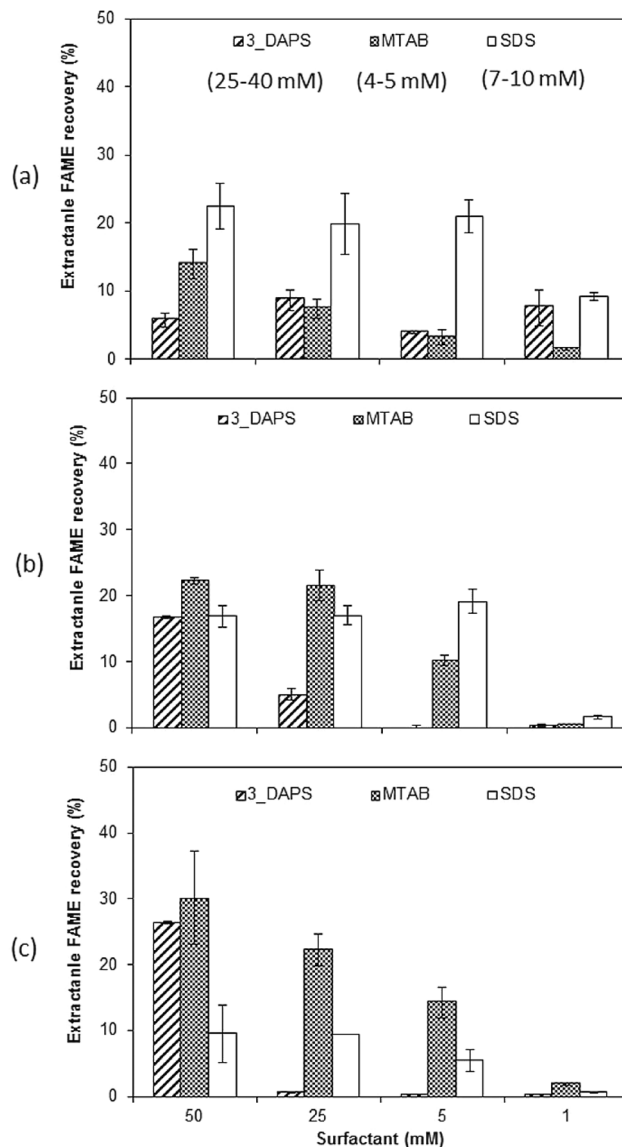 50
3_DAPS MTAB SDS
(25-40 mM) (4-5 mM) (7-10 mM)
40
30
20
10
0
Extractanle FAME recovery (%)
(a)
50
3_DAPS MTAB SDS
40
30
20
10
0
Extractanle FAME recovery (%)
(b)
50
3_DAPS MTAB SDS
40
30
20
10
0
Extractanle FAME recovery (%)
(c)
50 25 5 1
Surfactant (mM)